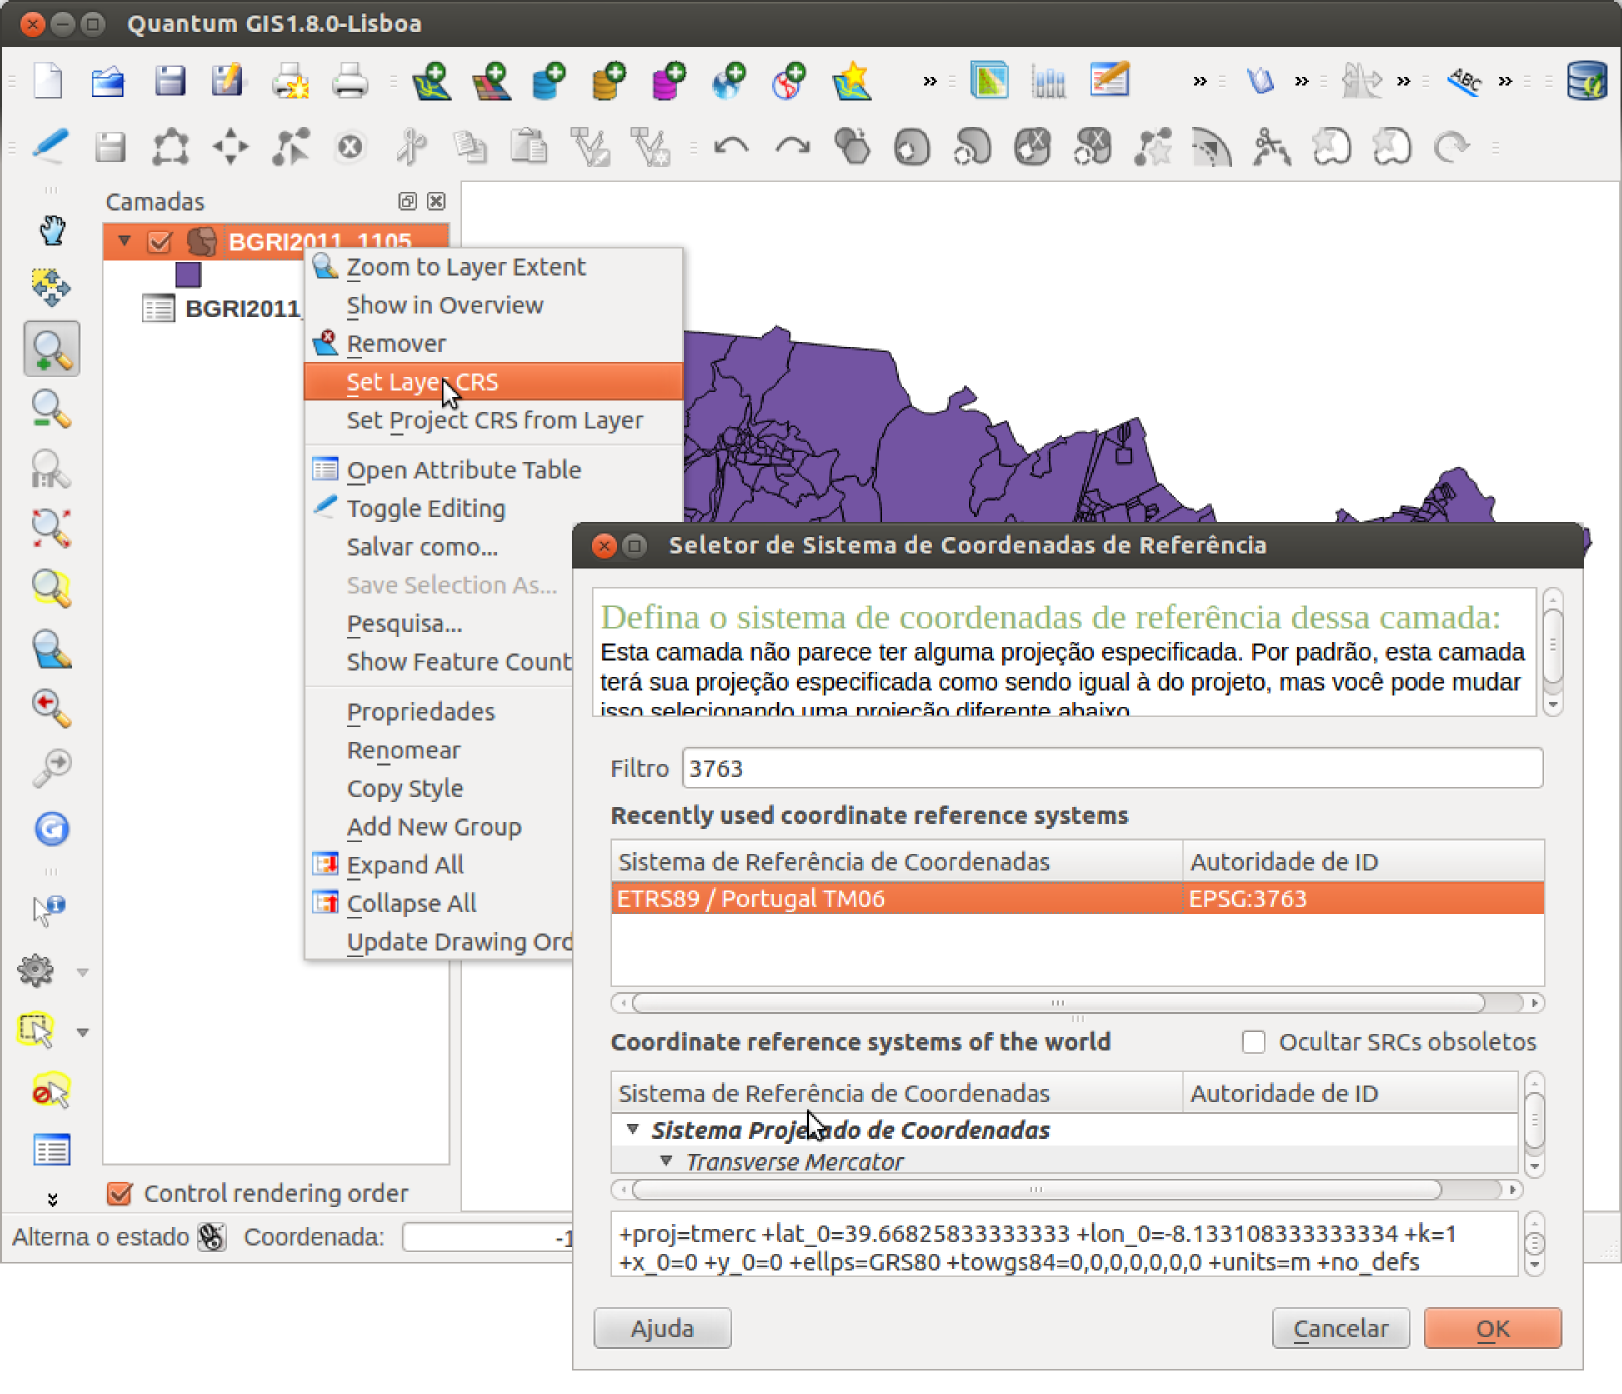 Quantum GIS1.8.0-Lisboa
ABC
Camadas
BGRI2011_1105
BGRI2011_
Zoom to Layer Extent
Show in Overview
Remover
Set Layer CRS
Set Project CRS from Layer
Open Attribute Table
Toggle Editing
Salvar como...
Save Selection As...
Pesquisa...
Show Feature Count
Propriedades
Renomear
Copy Style
Add New Group
Expand All
Collapse All
Update Drawing Ord
Control rendering order
Alterna o estado
Coordenada:
-1
Seletor de Sistema de Coordenadas de Referência
Defina o sistema de coordenadas de referência dessa camada:
Esta camada não parece ter alguma projeção especificada. Por padrão, esta camada
terá sua projeção especificada como sendo igual à do projeto, mas você pode mudar
isso selecionando uma projeção diferente abaixo.
Filtro 3763
Recently used coordinate reference systems
Sistema de Referência de Coordenadas Autoridade de ID
ETRS89 / Portugal TM06 EPSG:3763
Coordinate reference systems of the world Ocultar SRCs obsoletos
Sistema de Referência de Coordenadas Autoridade de ID
Sistema Projetado de Coordenadas
Transverse Mercator
+proj=tmerc +lat_0=39.66825833333333 +lon_0=-8.133108333333334 +k=1
+x_0=0 +y_0=0 +ellps=GRS80 +towgs84=0,0,0,0,0,0,0 +units=m +no_defs
Ajuda Cancelar OK